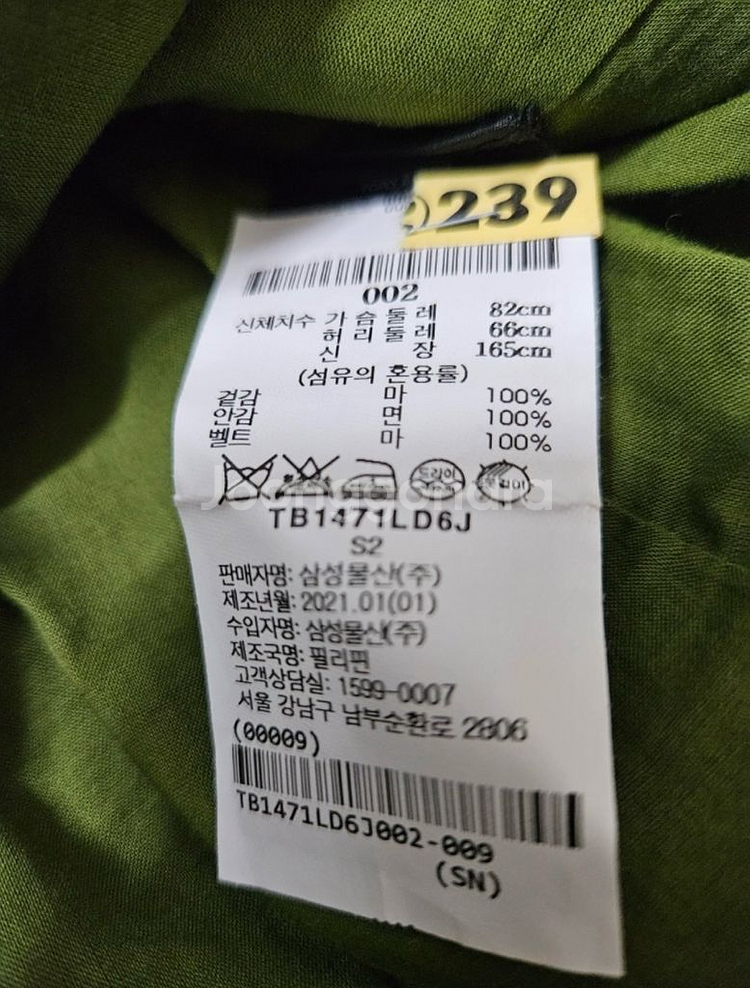 239
002
신체치수 가 슴 둘 레 82cm
허 리 둘 레 66cm
신 장 165cm
(섬유의 혼용률)
겉감 마 100%
안감 면 100%
벨트 마 100%
드라이
TB1471LD6J
S2
판매자명: 삼성물산(주)
제조년월: 2021.01(01)
수입자명: 삼성물산(주)
제조국명: 필리핀
고객상담실: 1599-0007
서울 강남구 남부순환로 2806
(00009)
TB1471LD6J002-009
(SN)